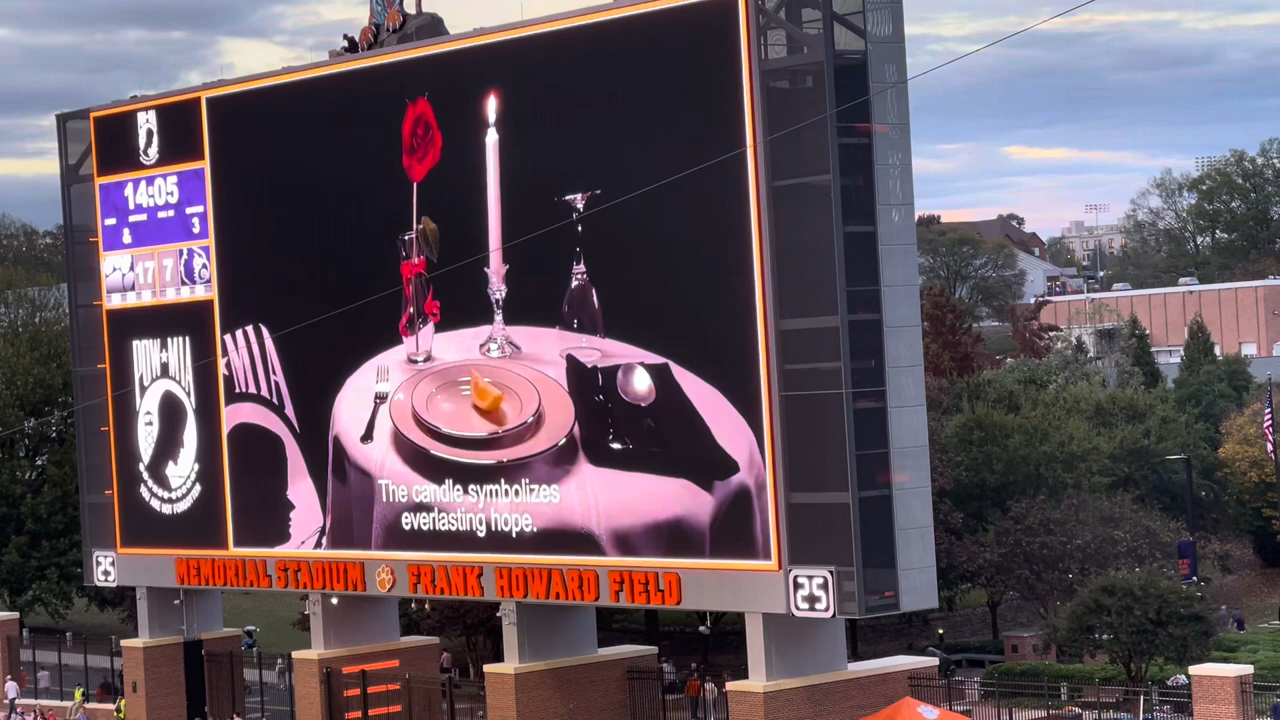 14:05
&
3
17 7
POW★MIA
YOU ARE NOT FORGOTTEN
MIA
The candle symbolizes
everlasting hope.
25
MEMORIAL STADIUM FRANK HOWARD FIELD
25